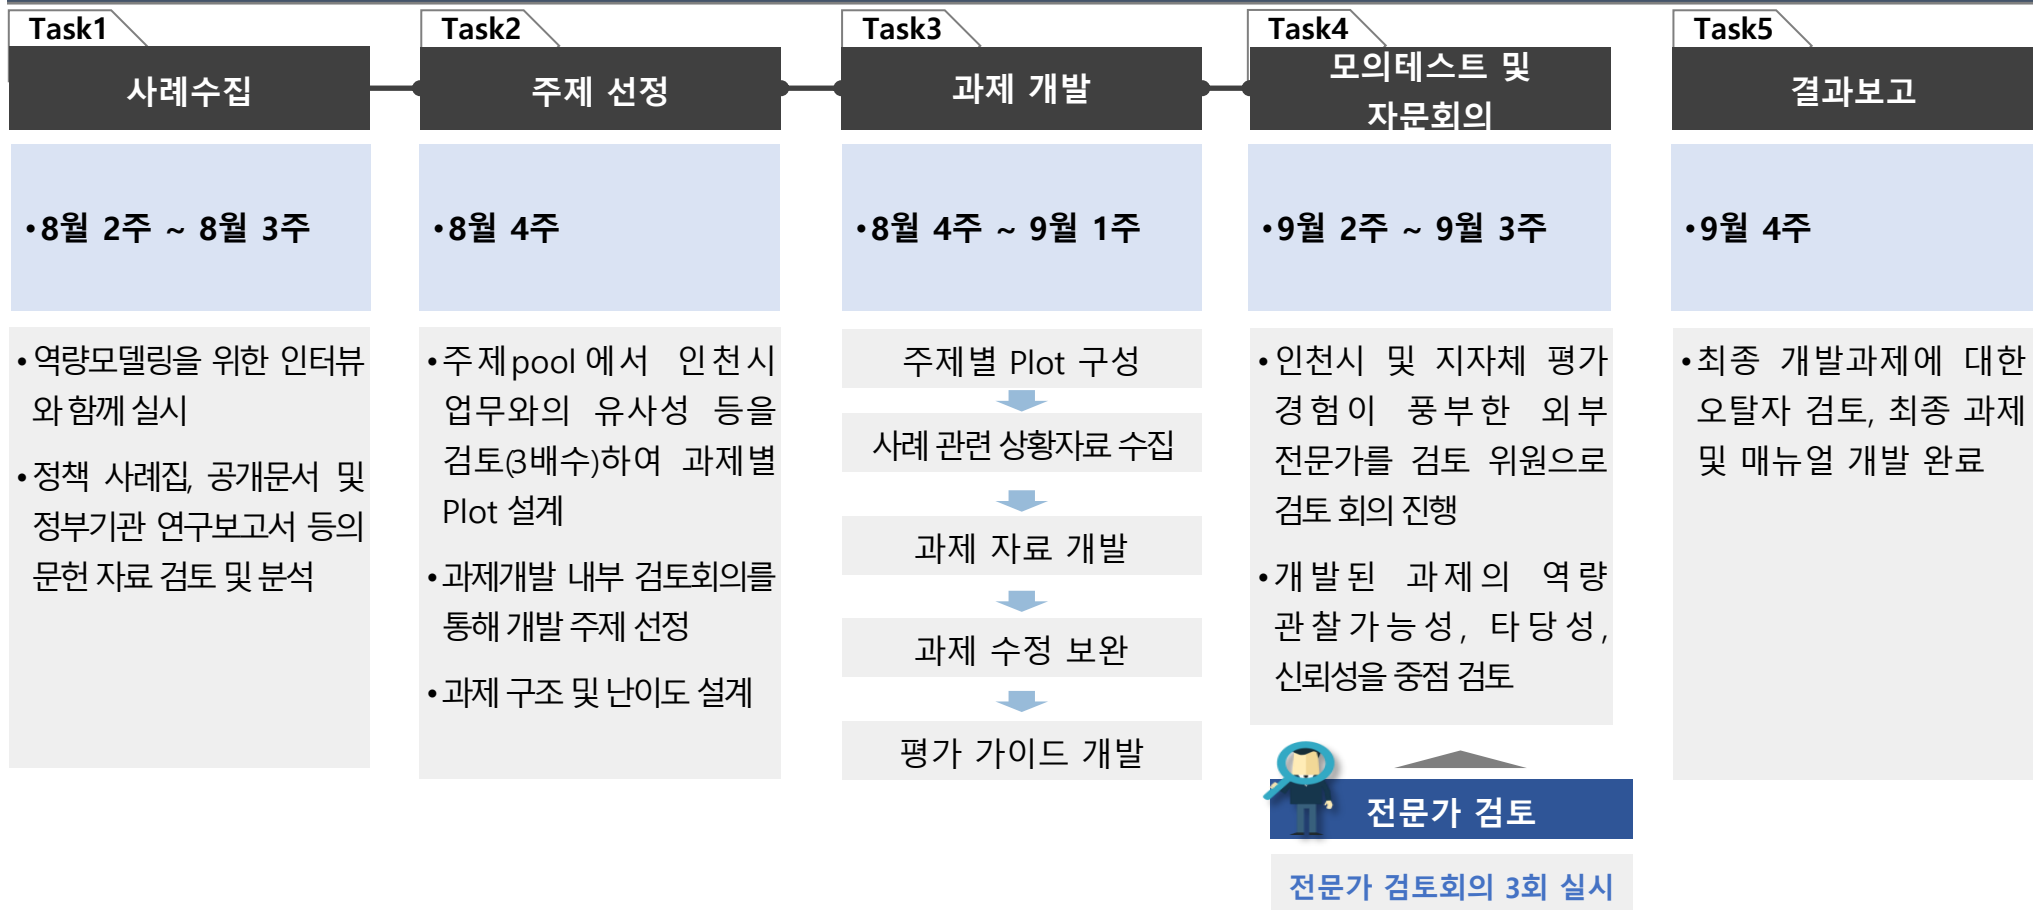 Task1
사례수집
•8월 2주 ~ 8월 3주
•역량모델링을 위한 인터뷰
와 함께 실시
•정책 사례집, 공개문서 및
정부기관 연구보고서 등의
문헌 자료 검토 및 분석
Task2
주제 선정
•8월 4주
•주제pool에서 인천시
업무와의 유사성 등을
검토(3배수)하여 과제별
Plot 설계
•과제개발 내부 검토회의를
통해 개발 주제 선정
•과제 구조 및 난이도 설계
Task3
과제 개발
•8월 4주 ~ 9월 1주
주제별 Plot 구성
사례 관련 상황자료 수집
과제 자료 개발
과제 수정 보완
평가 가이드 개발
Task4
모의테스트 및
자문회의
•9월 2주 ~ 9월 3주
•인천시 및 지자체 평가
경험이 풍부한 외부
전문가를 검토 위원으로
검토 회의 진행
•개발된 과제의 역량
관찰가능성, 타당성,
신뢰성을 중점 검토
전문가 검토
전문가 검토회의 3회 실시
Task5
결과보고
•9월 4주
•최종 개발과제에 대한
오탈자 검토, 최종 과제
및 매뉴얼 개발 완료